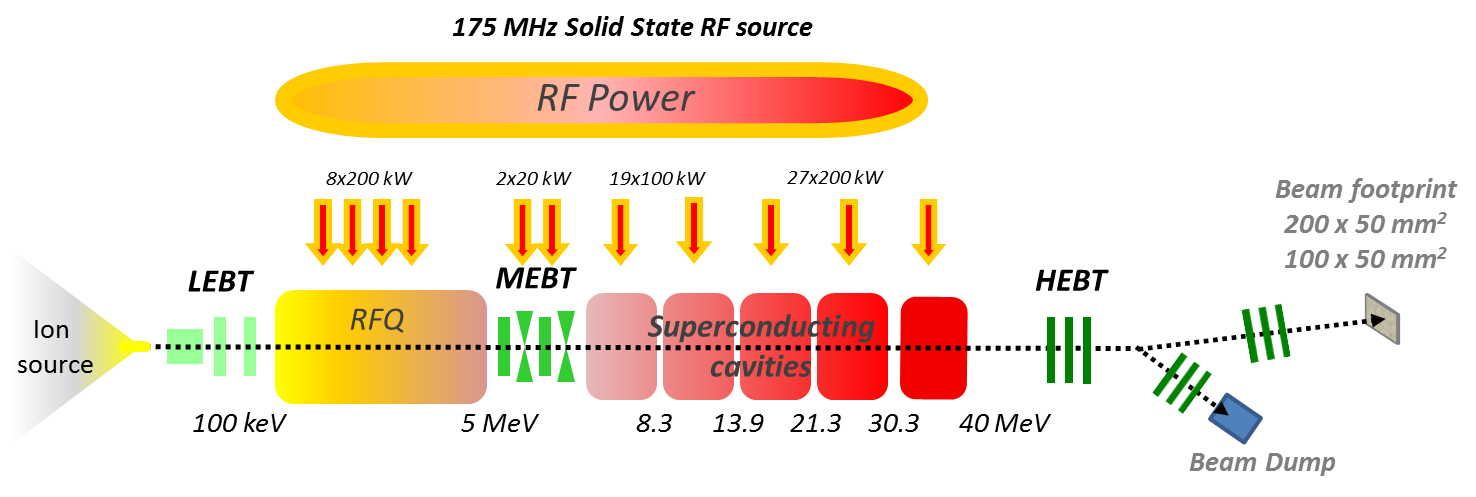 175 MHz Solid State RF source
RF Power
8x200 kW
2x20 kW
19x100 kW
27x200 kW
Beam footprint
200 x 50 mm²
100 x 50 mm²
LEBT
MEBT
HEBT
Ion
source
RFQ
Superconducting
cavities
100 keV
5 MeV
8.3
13.9
21.3
30.3
40 MeV
Beam Dump